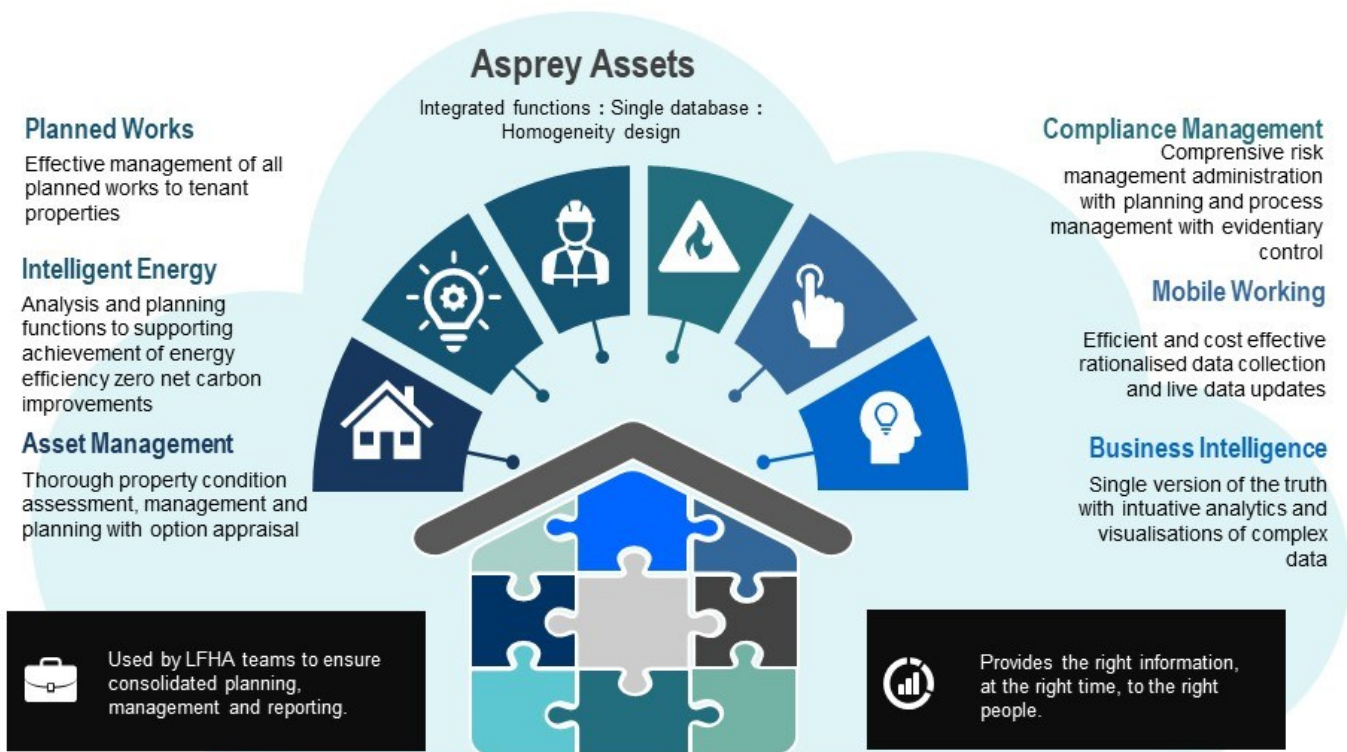 Asprey Assets
Integrated functions : Single database :
Homogeneity design
Planned Works
Effective management of all
planned works to tenant
properties
Intelligent Energy
Analysis and planning
functions to supporting
achievement of energy
efficiency zero net carbon
improvements
Asset Management
Thorough property condition
assessment, management and
planning with option appraisal
Compliance Management
Comprensive risk
management administration
with planning and process
management with evidentiary
control
Mobile Working
Efficient and cost effective
rationalised data collection
and live data updates
Business Intelligence
Single version of the truth
with intuative analytics and
visualisations of complex
data
Used by LFHA teams to ensure
consolidated planning,
management and reporting.
Provides the right information,
at the right time, to the right
people.